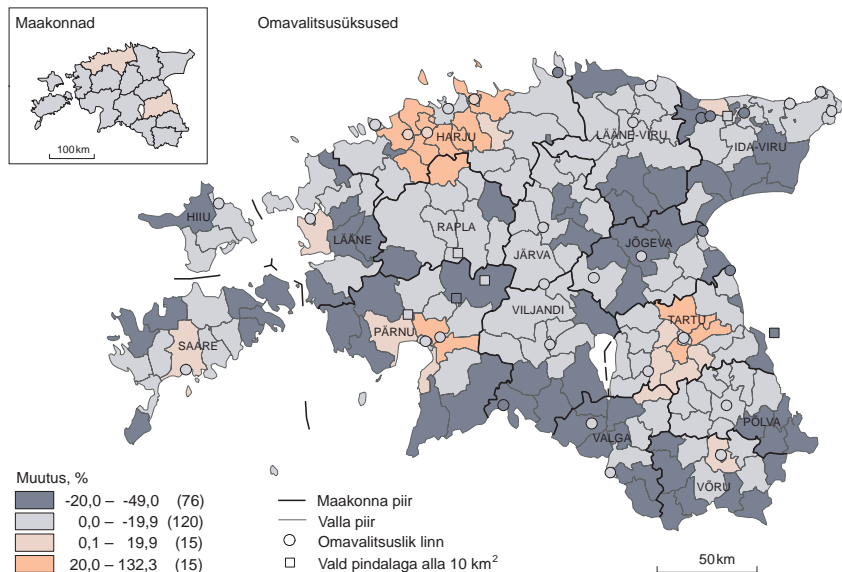 Maakonnad
Omavalitsusüksused
100 km
HARJU
LÄÄNE-VIRU
IDA-VIRU
HIIU
LÄÄNE
RAPLA
JÄRVA
JÕGEVA
SAARE
PÄRNU
VILJANDI
TARTU
VALGA
PÕLVA
VÕRU
Muutus, %
-20,0 – -49,0 (76)
0,0 – -19,9 (120)
0,1 – 19,9 (15)
20,0 – 132,3 (15)
Maakonna piir
Valla piir
Omavalitsuslik linn
Vald pindalaga alla 10 km²
50 km